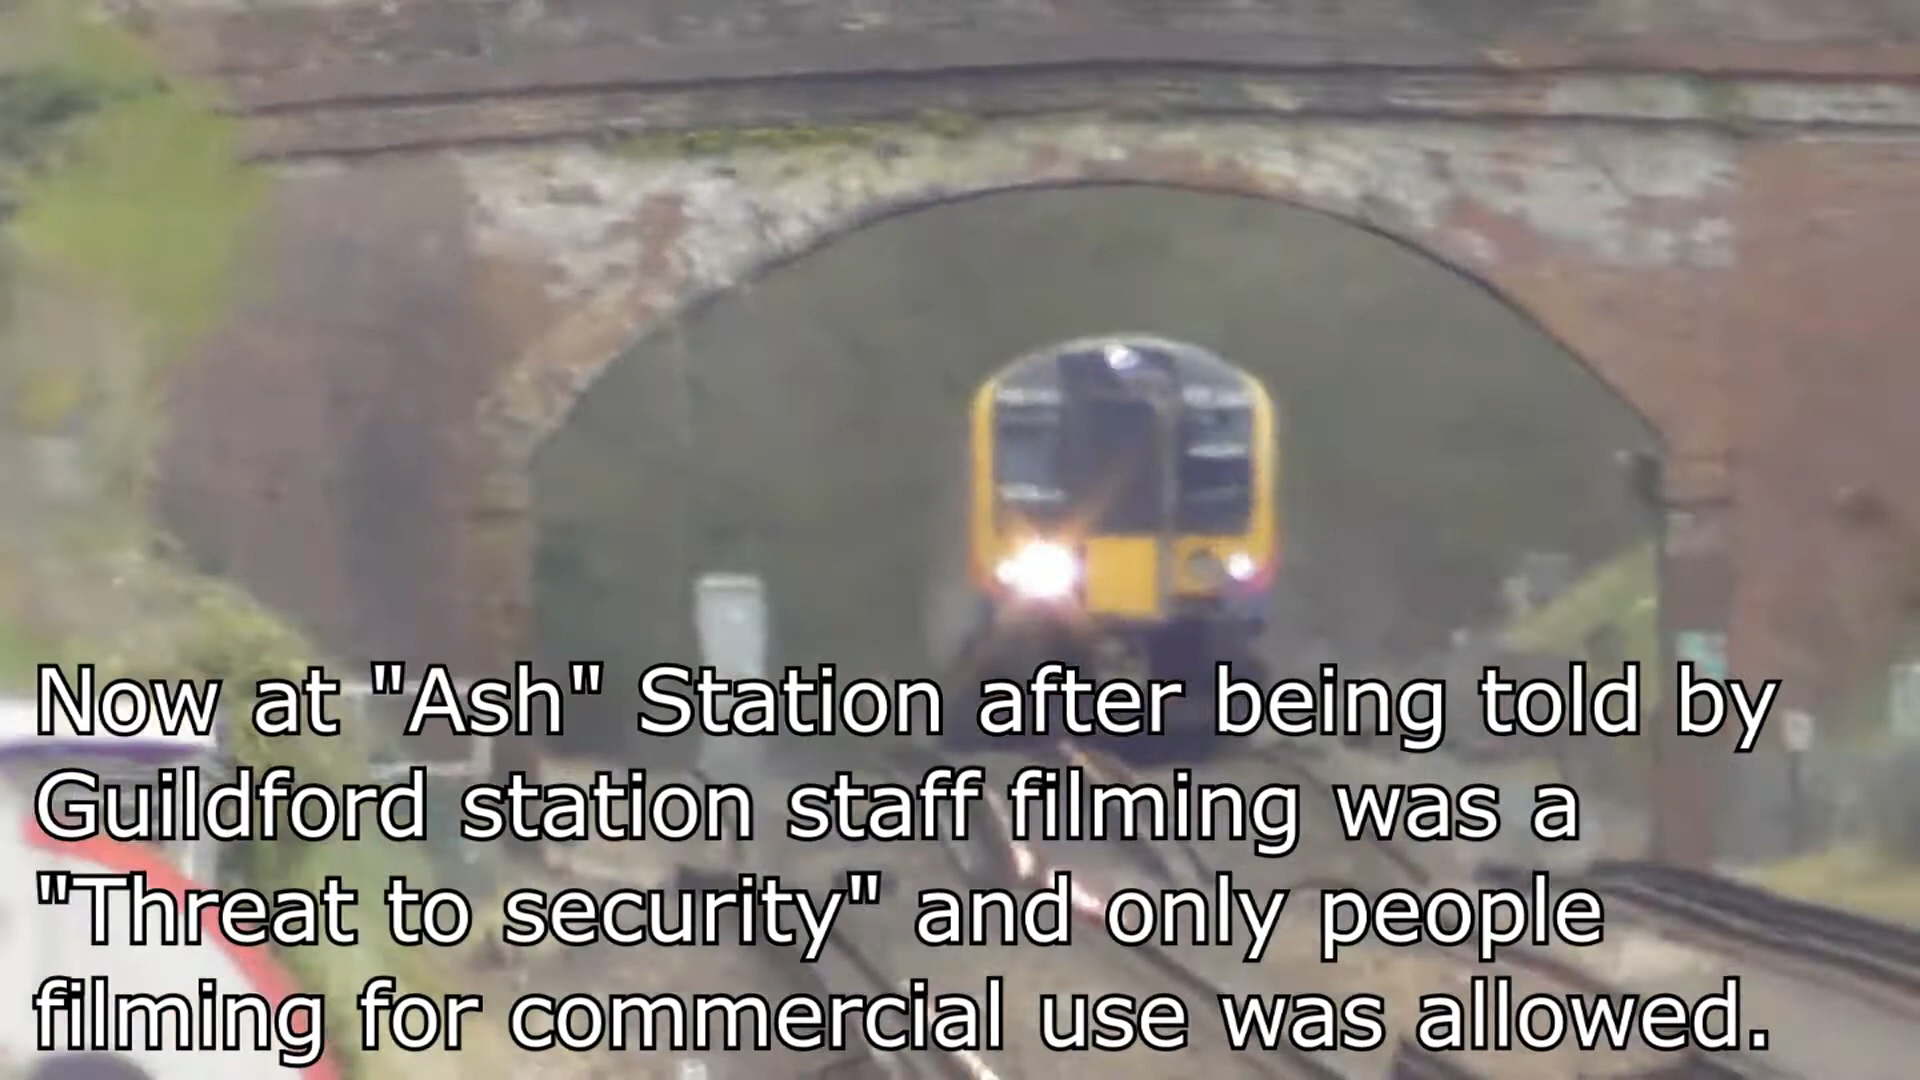 Now at "Ash" Station after being told by
Guildford station staff filming was a
"Threat to security" and only people
filming for commercial use was allowed.